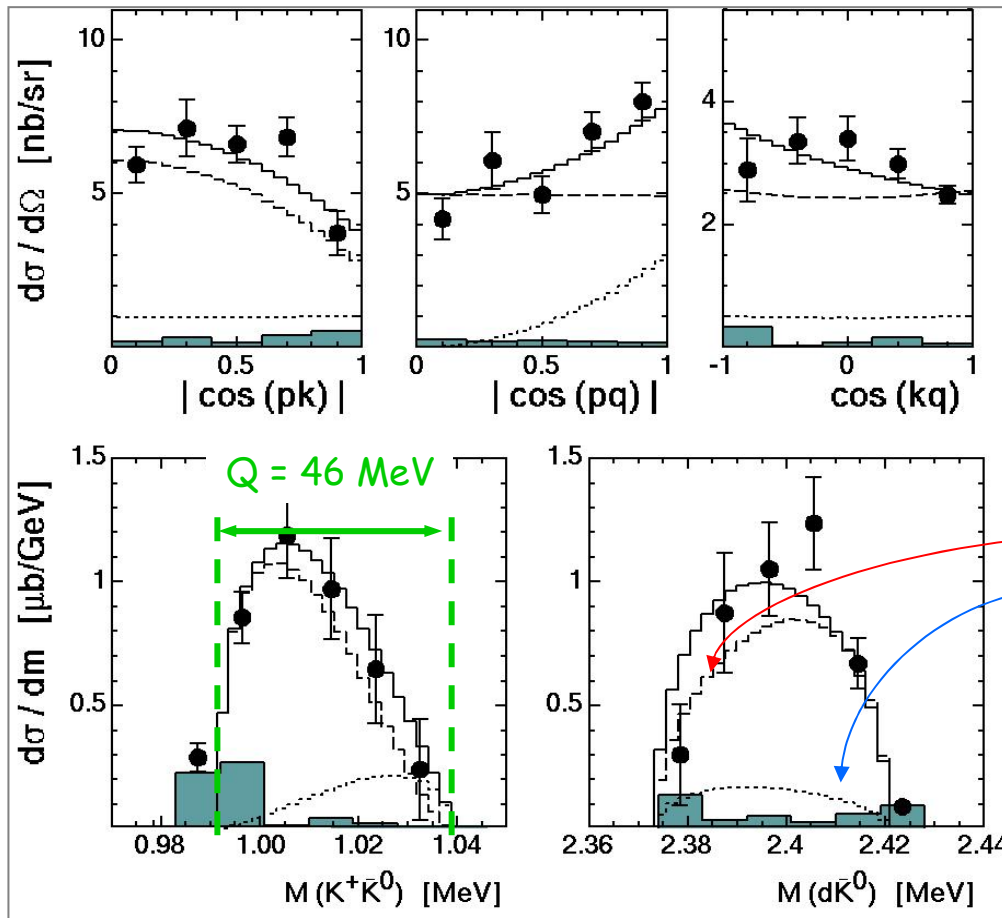 dσ / dΩ [nb/sr]
10
5
0 0.5 1
| cos (pk) |
10
5
0 0.5 1
| cos (pq) |
4
2
-1 0 1
cos (kq)
dσ / dm [μb/GeV]
1.5
1
0.5
Q = 46 MeV
0.98 1.00 1.02 1.04
M (K⁺K̄⁰) [MeV]
1.5
1
0.5
2.36 2.38 2.4 2.42 2.44
M (dK̄⁰) [MeV]